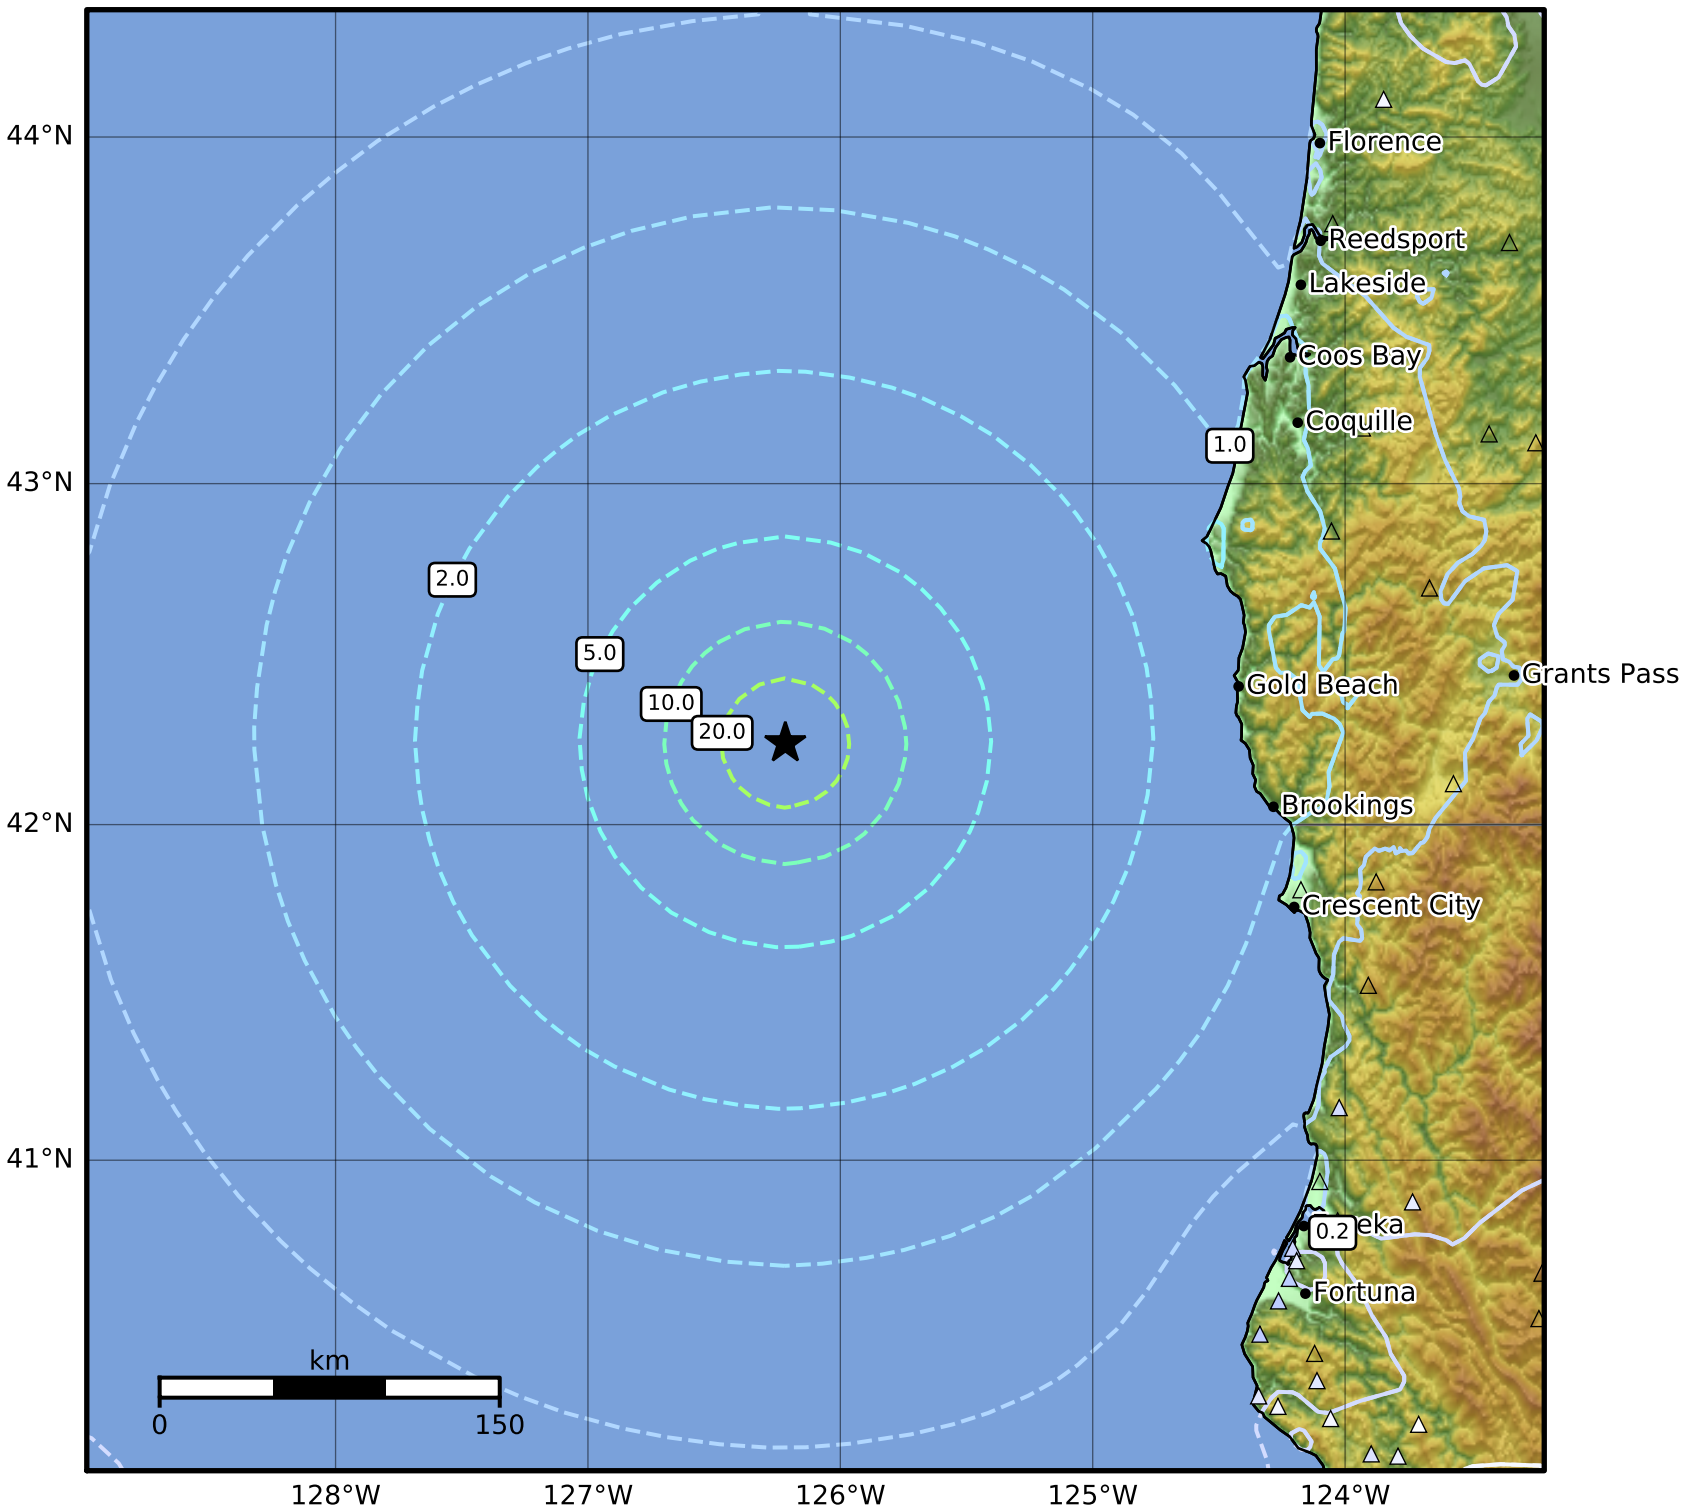 44°N
Florence
Reedsport
Lakeside
Coos Bay
Coquille
1.0
43°N
2.0
5.0
Grants Pass
Gold Beach
10.0
20.0
Brookings
42°N
Crescent City
41°N
eka
0.2
Fortuna
km
0 150
128°W 127°W 126°W 125°W 124°W